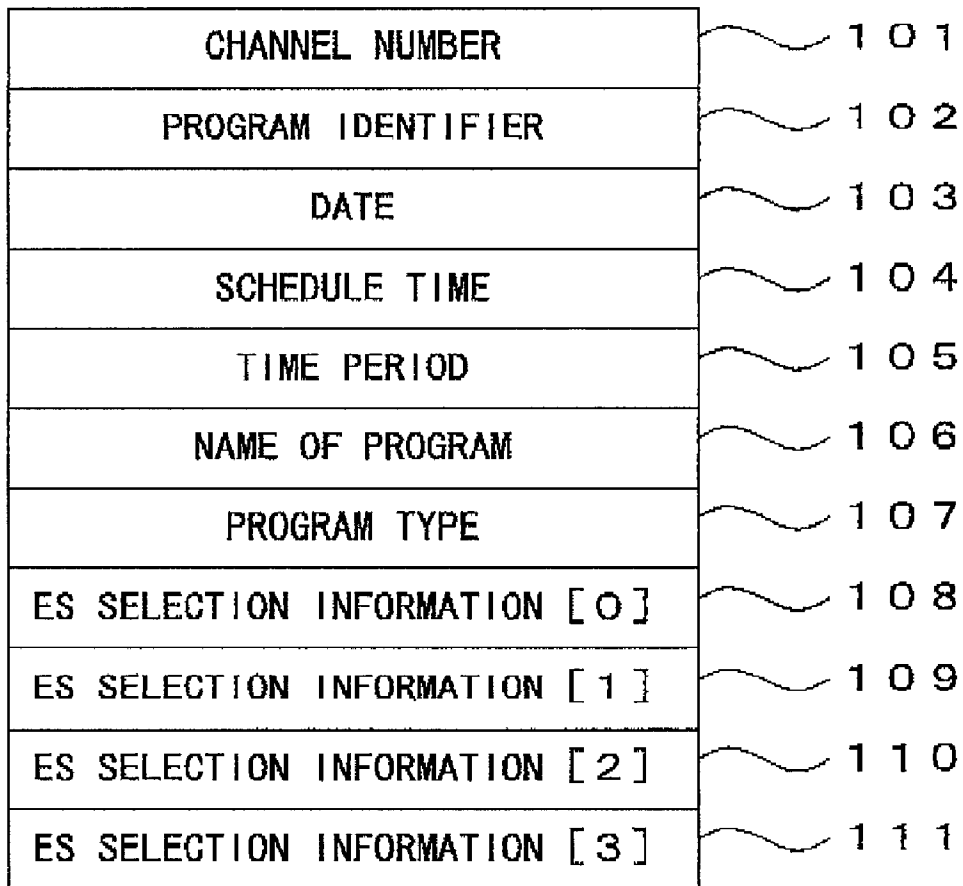 CHANNEL NUMBER 101
PROGRAM IDENTIFIER 102
DATE 103
SCHEDULE TIME 104
TIME PERIOD 105
NAME OF PROGRAM 106
PROGRAM TYPE 107
ES SELECTION INFORMATION [0] 108
ES SELECTION INFORMATION [1] 109
ES SELECTION INFORMATION [2] 110
ES SELECTION INFORMATION [3] 111